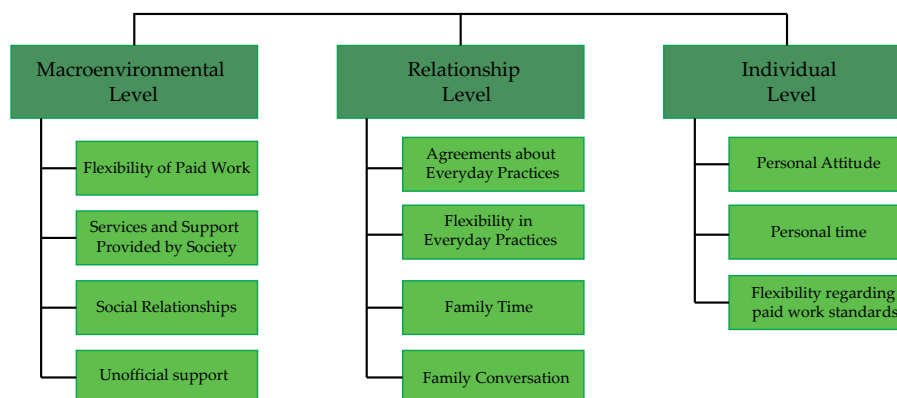 Macroenvironmental
Level
Flexibility of Paid Work
Services and Support
Provided by Society
Social Relationships
Unofficial support
Relationship
Level
Agreements about
Everyday Practices
Flexibility in
Everyday Practices
Family Time
Family Conversation
Individual
Level
Personal Attitude
Personal time
Flexibility regarding
paid work standards